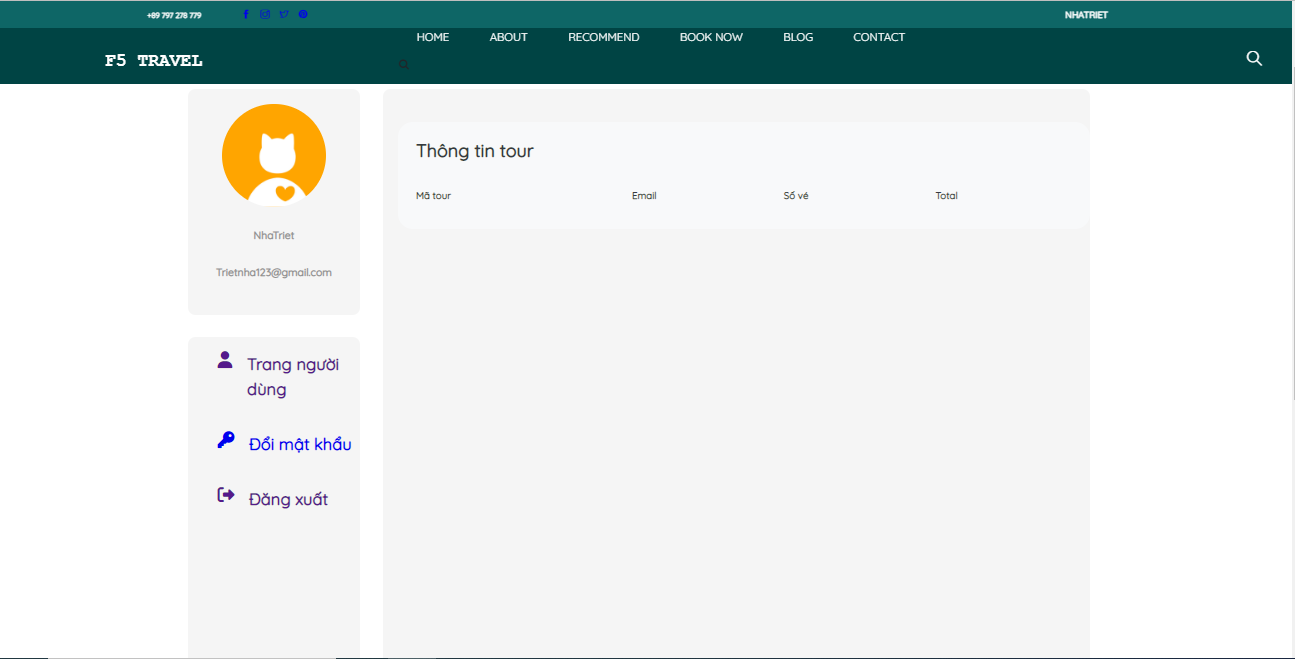 +89 797 278 779
NHATRIET
HOME ABOUT RECOMMEND BOOK NOW BLOG CONTACT
F5 TRAVEL
Thông tin tour
Mã tour Email Số vé Total
NhaTriet
Trietnha123@gmail.com
Trang người
dùng
Đổi mật khẩu
Đăng xuất